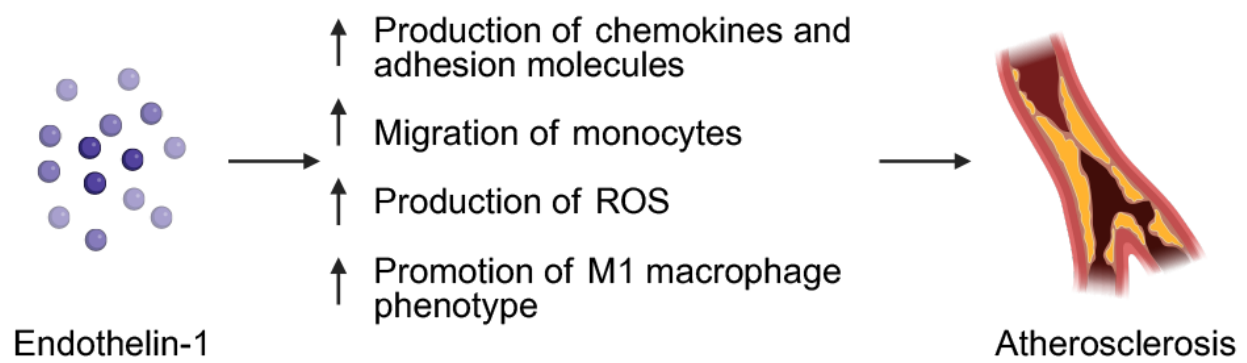 Production of chemokines and
adhesion molecules
Migration of monocytes
Production of ROS
Promotion of M1 macrophage
phenotype
Endothelin-1
Atherosclerosis